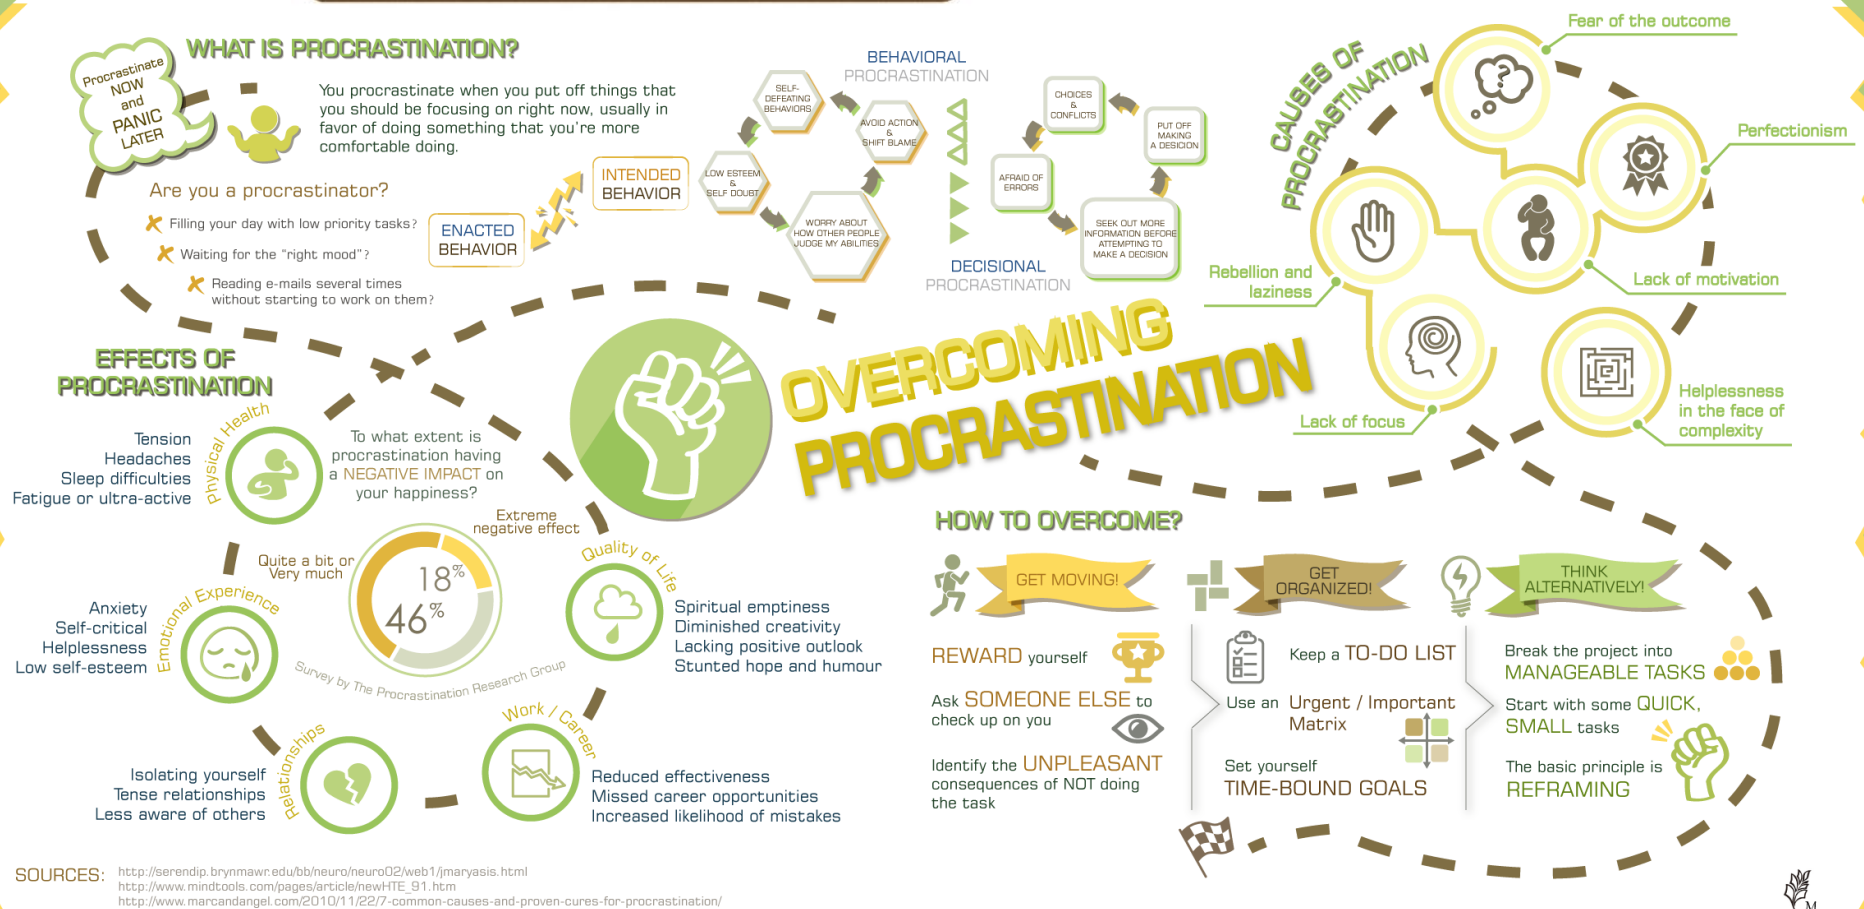 Procrastinate
NOW
and
PANIC
LATER
WHAT IS PROCRASTINATION?
You procrastinate when you put off things that
you should be focusing on right now, usually in
favor of doing something that you're more
comfortable doing.
Are you a procrastinator?
Filling your day with low priority tasks?
Waiting for the "right mood"?
Reading e-mails several times
without starting to work on them?
ENACTED
BEHAVIOR
INTENDED
BEHAVIOR
BEHAVIORAL
PROCRASTINATION
SELF-
DEFEATING
BEHAVIORS
AVOID ACTION
&
SHIFT BLAME
LOW ESTEEM
&
SELF DOUBT
WORRY ABOUT
HOW OTHER PEOPLE
JUDGE MY ABILITIES
CHOICES
&
CONFLICTS
PUT OFF
MAKING
A DESICION
AFRAID OF
ERRORS
SEEK OUT MORE
INFORMATION BEFORE
ATTEMPTING TO
MAKE A DECISION
DECISIONAL
PROCRASTINATION
CAUSES OF
PROCRASTINATION
Fear of the outcome
Perfectionism
Lack of motivation
Rebellion and
laziness
Lack of focus
Helplessness
in the face of
complexity
OVERCOMING
PROCRASTINATION
EFFECTS OF
PROCRASTINATION
Physical Health
Tension
Headaches
Sleep difficulties
Fatigue or ultra-active
To what extent is
procrastination having
a NEGATIVE IMPACT on
your happiness?
Extreme
negative effect
Quite a bit or
Very much
18%
46%
Survey by The Procrastination Research Group
Emotional Experience
Anxiety
Self-critical
Helplessness
Low self-esteem
Quality of Life
Spiritual emptiness
Diminished creativity
Lacking positive outlook
Stunted hope and humour
Relationships
Isolating yourself
Tense relationships
Less aware of others
Work / Career
Reduced effectiveness
Missed career opportunities
Increased likelihood of mistakes
HOW TO OVERCOME?
GET MOVING!
REWARD yourself
Ask SOMEONE ELSE to
check up on you
Identify the UNPLEASANT
consequences of NOT doing
the task
GET
ORGANIZED!
Keep a TO-DO LIST
Use an Urgent / Important
Matrix
Set yourself
TIME-BOUND GOALS
THINK
ALTERNATIVELY!
Break the project into
MANAGEABLE TASKS
Start with some QUICK,
SMALL tasks
The basic principle is
REFRAMING
SOURCES:
http://serendip.brynmawr.edu/bb/neuro/neuro02/web1/jmaryasis.html
http://www.mindtools.com/pages/article/newHTE_91.htm
http://www.marcandangel.com/2010/11/22/7-common-causes-and-proven-cures-for-procrastination/